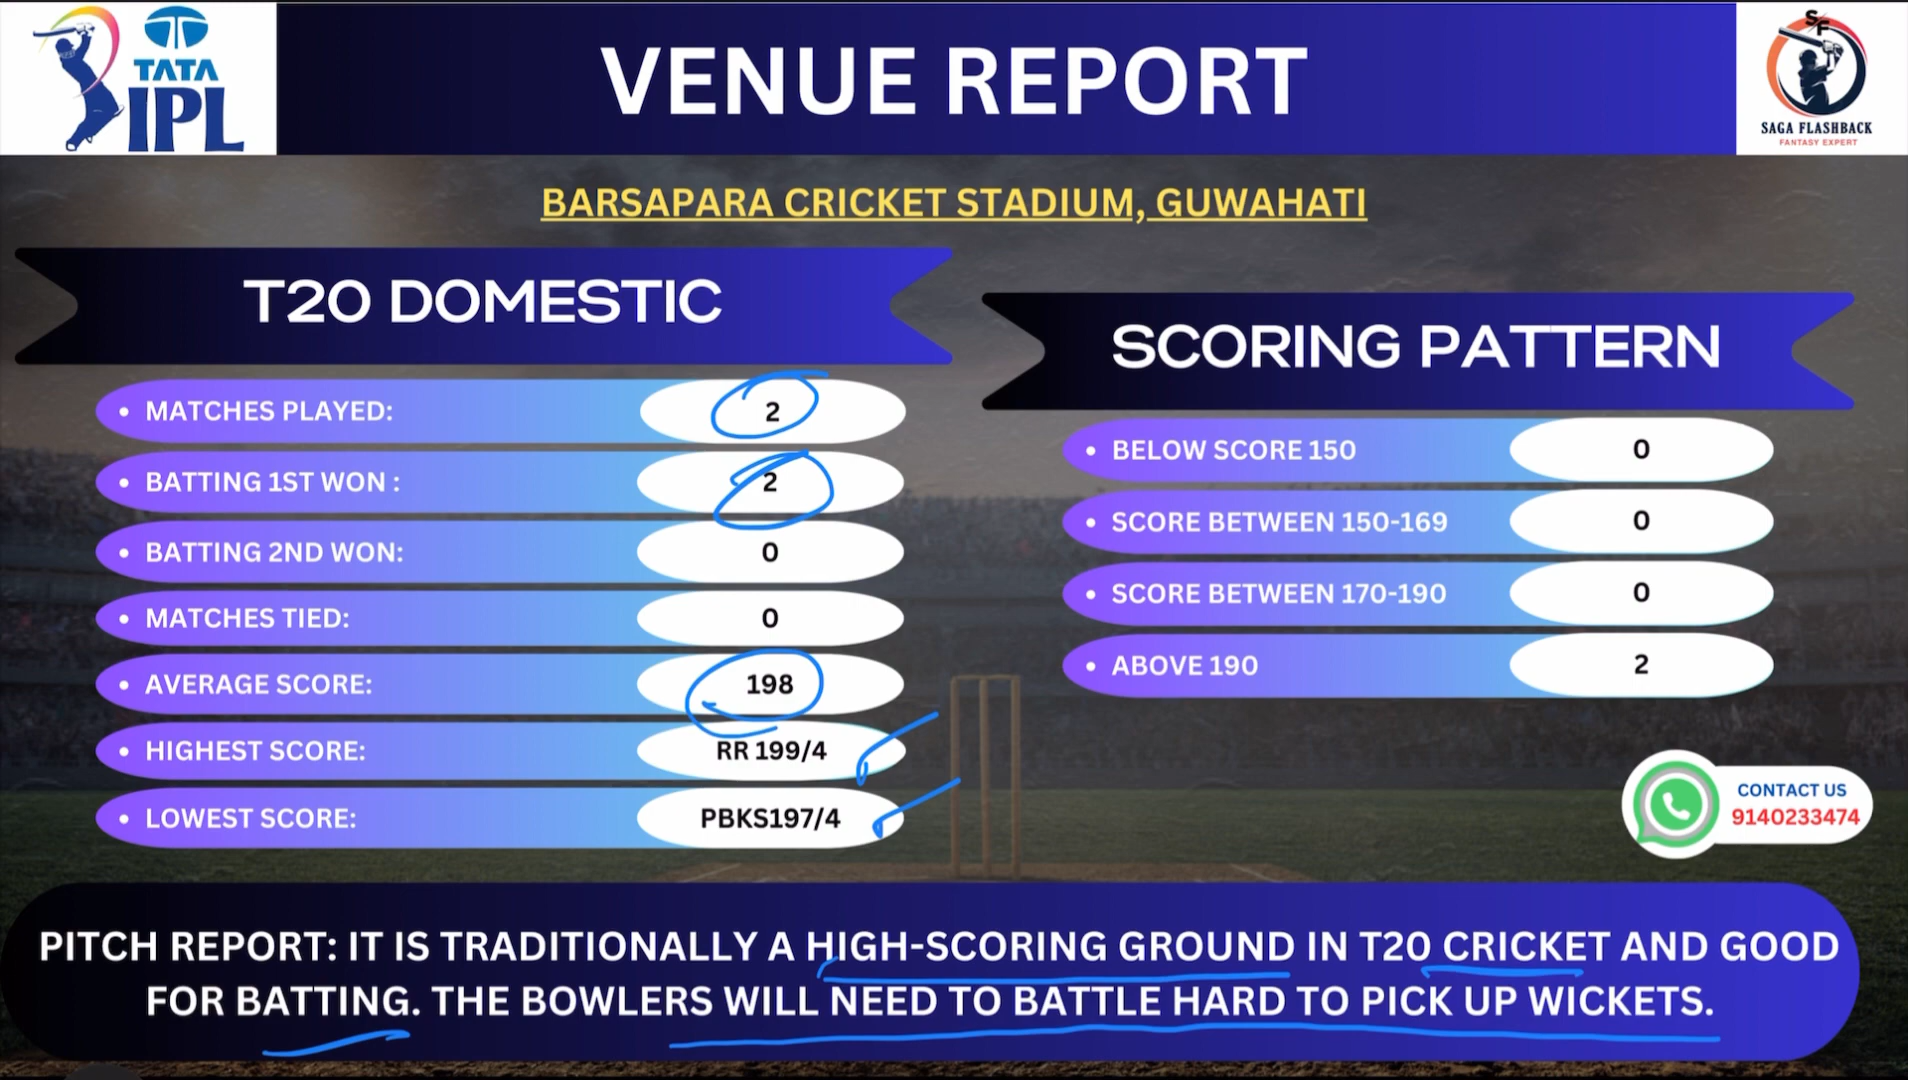 TATA
IPL
VENUE REPORT
SF
SAGA FLASHBACK
FANTASY EXPERT
BARSAPARA CRICKET STADIUM, GUWAHATI
T20 DOMESTIC
• MATCHES PLAYED: 2
• BATTING 1ST WON : 2
• BATTING 2ND WON: 0
• MATCHES TIED: 0
• AVERAGE SCORE: 198
• HIGHEST SCORE: RR 199/4
• LOWEST SCORE: PBKS197/4
SCORING PATTERN
• BELOW SCORE 150 0
• SCORE BETWEEN 150-169 0
• SCORE BETWEEN 170-190 0
• ABOVE 190 2
CONTACT US
9140233474
PITCH REPORT: IT IS TRADITIONALLY A HIGH-SCORING GROUND IN T20 CRICKET AND GOOD
FOR BATTING. THE BOWLERS WILL NEED TO BATTLE HARD TO PICK UP WICKETS.